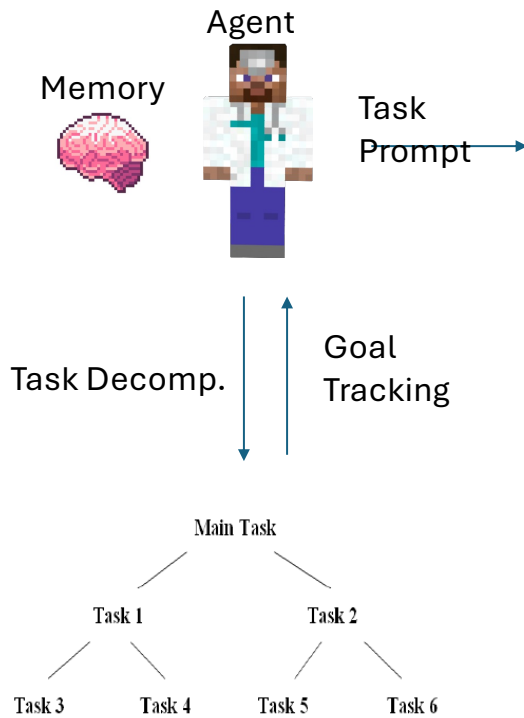 Agent
Memory
Task
Prompt
Task Decomp.
Goal
Tracking
Main Task
Task 1
Task 2
Task 3
Task 4
Task 5
Task 6